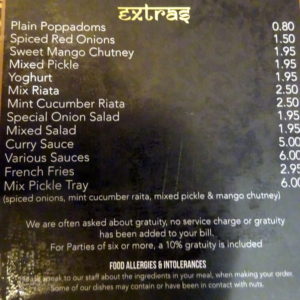 Extras
Plain Poppadoms 0.80
Spiced Red Onions 1.50
Sweet Mango Chutney 1.95
Mixed Pickle 1.95
Yoghurt 1.95
Mix Riata 2.50
Mint Cucumber Riata 2.50
Special Onion Salad 1.95
Mixed Salad 1.95
Curry Sauce 5.00
Various Sauces 6.00
French Fries 2.95
Mix Pickle Tray 6.00
(spices onions, mint cucumber raita, mixed pickle & mango chutney)
We are often asked about gratuity, no service charge or gratuity
has been added to your bill.
For Parties of six or more, a 10% gratuity is included
FOOD ALLERGIES & INTOLERANCES
speak to our staff about the ingredients in your meal, when making your order.
Some of our dishes may contain or have been in contact with nuts.